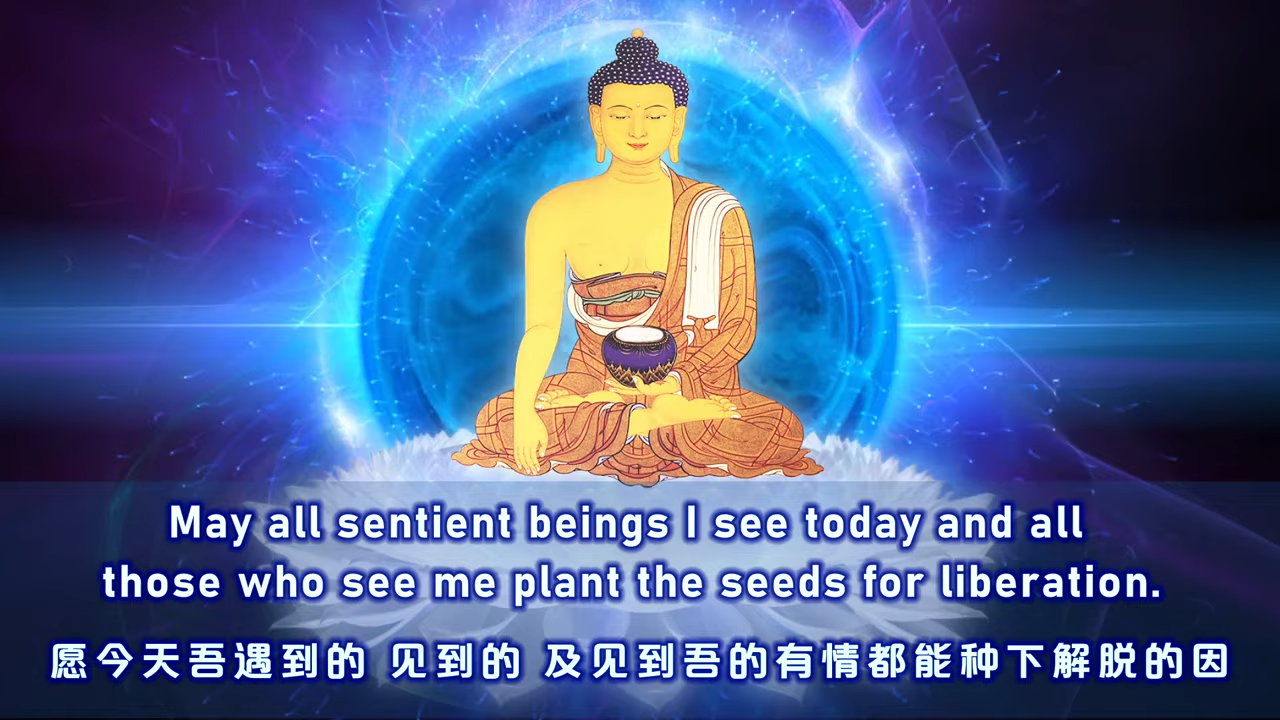 May all sentient beings I see today and all
those who see me plant the seeds for liberation.
愿今天吾遇到的 见到的 及见到吾的有情都能种下解脱的因